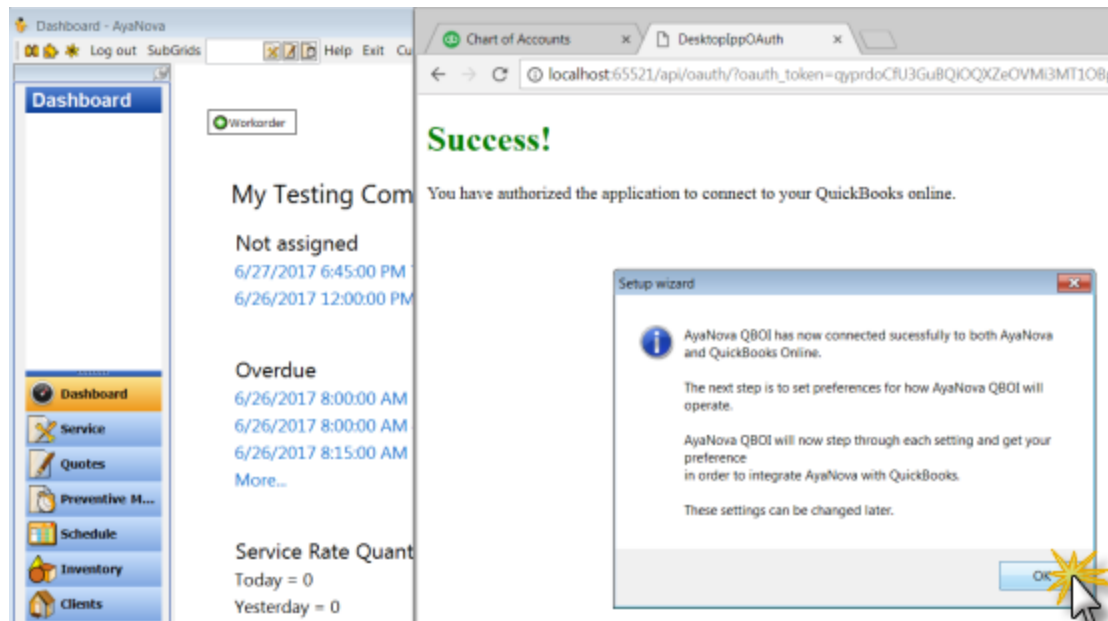 Dashboard - AyaNova
Log out SubGrids
Help Exit Cu
Dashboard
Workorder
My Testing Com
Not assigned
6/27/2017 6:45:00 PM
6/26/2017 12:00:00 PM
Overdue
6/26/2017 8:00:00 AM
6/26/2017 8:00:00 AM
6/26/2017 8:15:00 AM
More...
Service Rate Quant
Today = 0
Yesterday = 0
Dashboard
Service
Quotes
Preventive M...
Schedule
Inventory
Clients
Chart of Accounts
DesktopIppOAuth
localhost:65521/api/oauth/?oauth_token=
Success!
You have authorized the application to connect to your QuickBooks online.
Setup wizard
AyaNova QBOI has now connected sucessfully to both AyaNova
and QuickBooks Online.
The next step is to set preferences for how AyaNova QBOI will
operate.
AyaNova QBOI will now step through each setting and get your
preference
in order to integrate AyaNova with QuickBooks.
These settings can be changed later.
OK